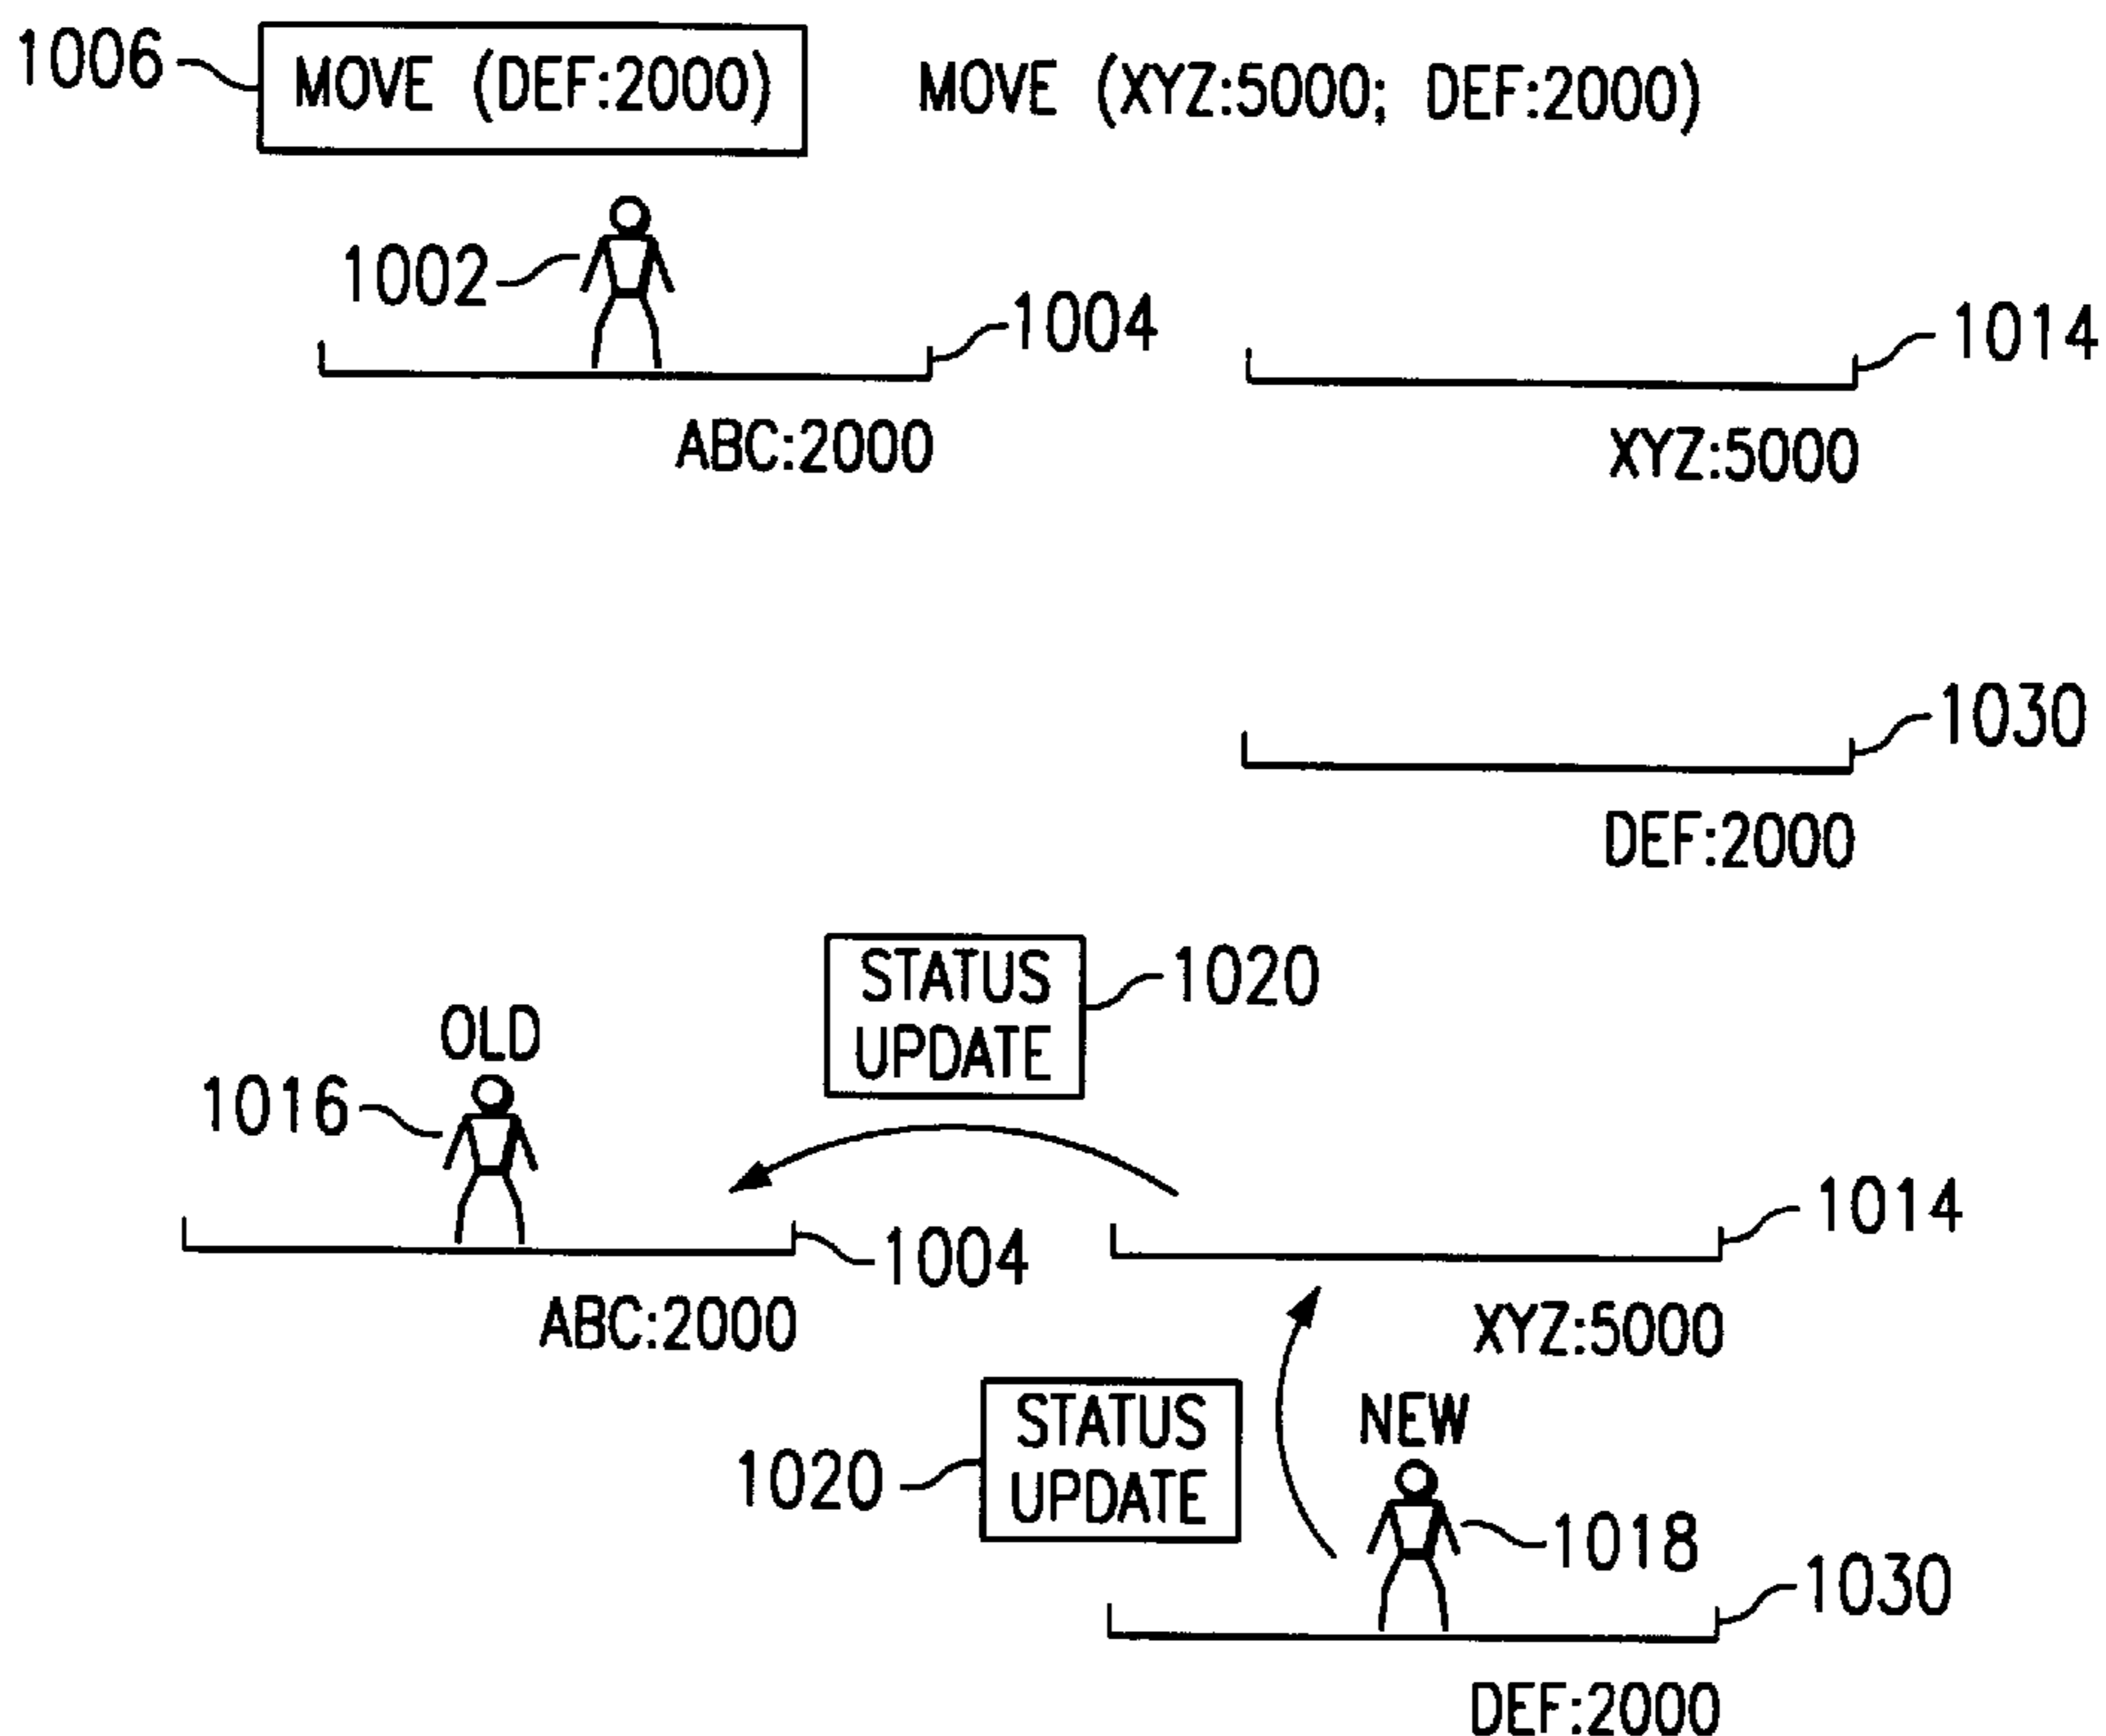 1006
MOVE (DEF:2000)
MOVE (XYZ:5000; DEF:2000)
1002
1004
1014
ABC:2000
XYZ:5000
1030
DEF:2000
STATUS
UPDATE
1020
OLD
1016
1004
1014
ABC:2000
XYZ:5000
STATUS
UPDATE
1020
NEW
1018
1030
DEF:2000